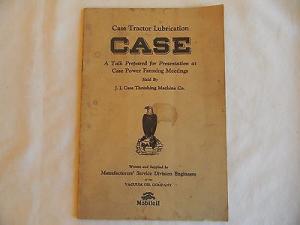 Case Tractor Lubrication
CASE
A Talk Prepared for Presentation at
Case Power Farming Meetings
Held By
J. I. Case Threshing Machine Co.
Written and Supplied by
Manufacturers' Service Division Engineers
of the
VACUUM OIL COMPANY
Mobiloil